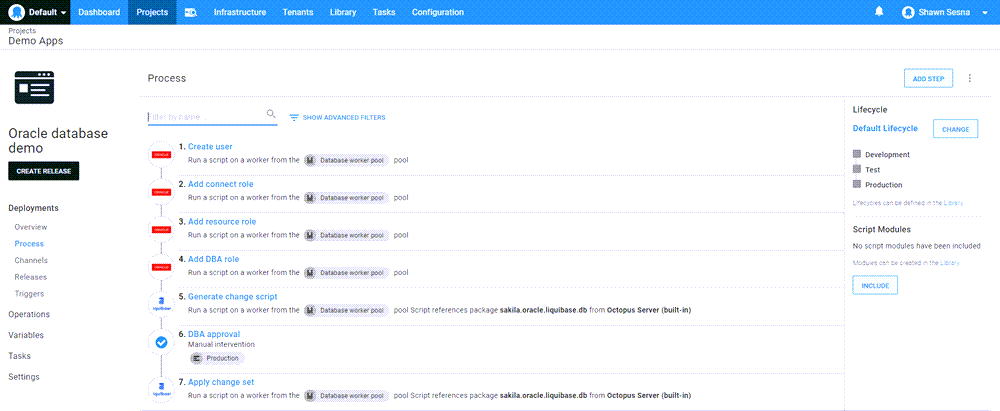 Default Dashboard Projects Infrastructure Tenants Library Tasks Configuration Shawn Sesna
Projects
Demo Apps
Oracle database
demo
CREATE RELEASE
Deployments
Overview
Process
Channels
Releases
Triggers
Operations
Variables
Tasks
Settings
Process
ADD STEP
Filter by name...
SHOW ADVANCED FILTERS
1. Create user
Run a script on a worker from the Database worker pool pool
2. Add connect role
Run a script on a worker from the Database worker pool pool
3. Add resource role
Run a script on a worker from the Database worker pool pool
4. Add DBA role
Run a script on a worker from the Database worker pool pool
5. Generate change script
Run a script on a worker from the Database worker pool pool Script references package sakila.oracle.liquibase.db from Octopus Server (built-in)
6. DBA approval
Manual intervention
Production
7. Apply change set
Run a script on a worker from the Database worker pool pool Script references package sakila.oracle.liquibase.db from Octopus Server (built-in)
Lifecycle
Default Lifecycle CHANGE
Development
Test
Production
Lifecycles can be defined in the Library
Script Modules
No script modules have been included
Modules can be created in the Library
INCLUDE